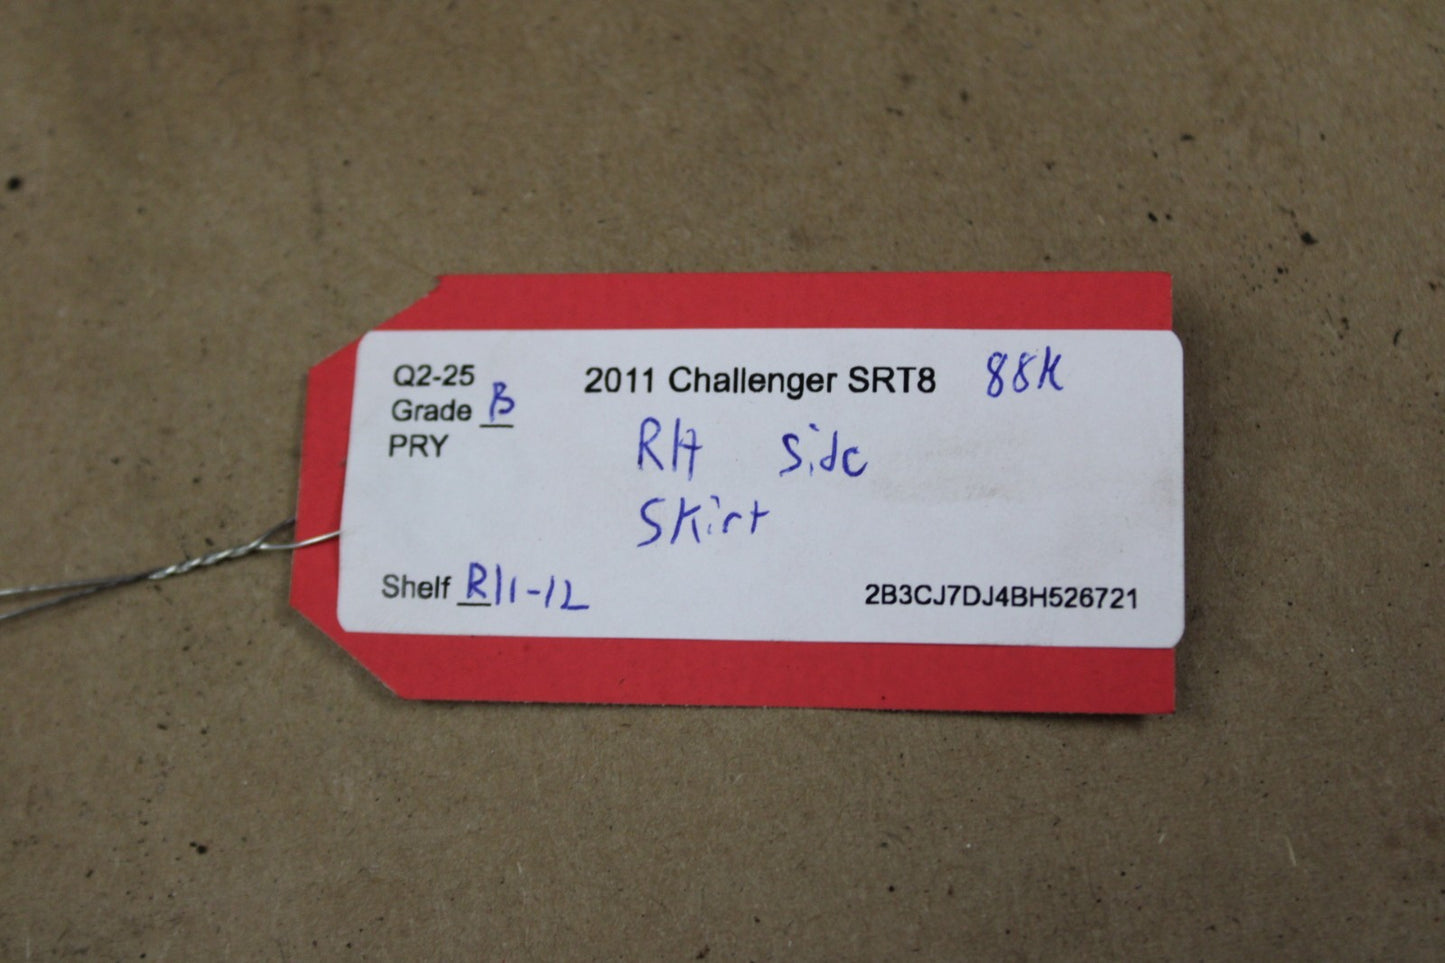 Q2-25 2011 Challenger SRT8 88K
Grade B
PRY
RH Side
Skirt
Shelf R11-12
2B3CJ7DJ4BH526721